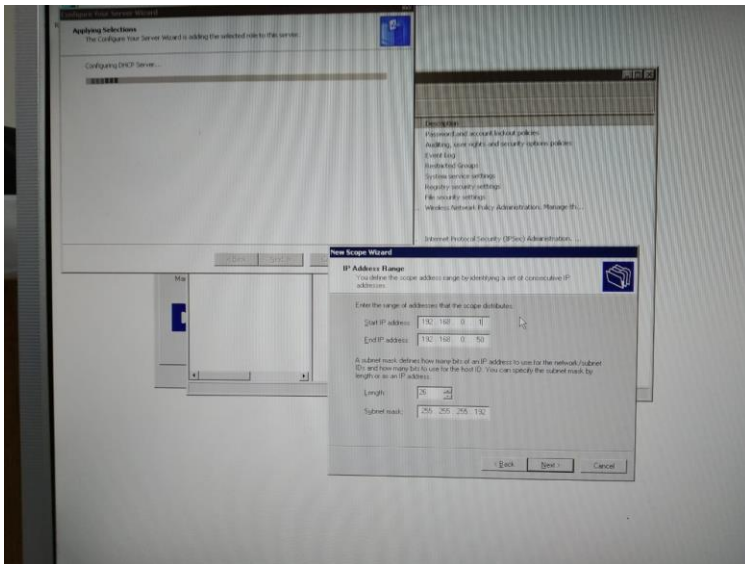 Configure Your Server Wizard
Applying Selections
The Configure Your Server Wizard is adding the selected role to this server.
Configuring DHCP Server...
Description
Password and account lockout policies
Auditing, user rights and security options policies
Event Log
Restricted Groups
System service settings
Registry security settings
File security settings
Wireless Network Policy Administration. Manage th...
Internet Protocol Security (IPSec) Administration. ...
< Back
Ma
New Scope Wizard
IP Address Range
You define the scope address range by identifying a set of consecutive IP
addresses.
Enter the range of addresses that the scope distributes.
Start IP address: 192 . 168 . 0 . 1
End IP address: 192 . 168 . 0 . 50
A subnet mask defines how many bits of an IP address to use for the network/subnet
IDs and how many bits to use for the host ID. You can specify the subnet mask by
length or as an IP address.
Length: 26
Subnet mask: 255 . 255 . 255 . 192
< Back
Next >
Cancel